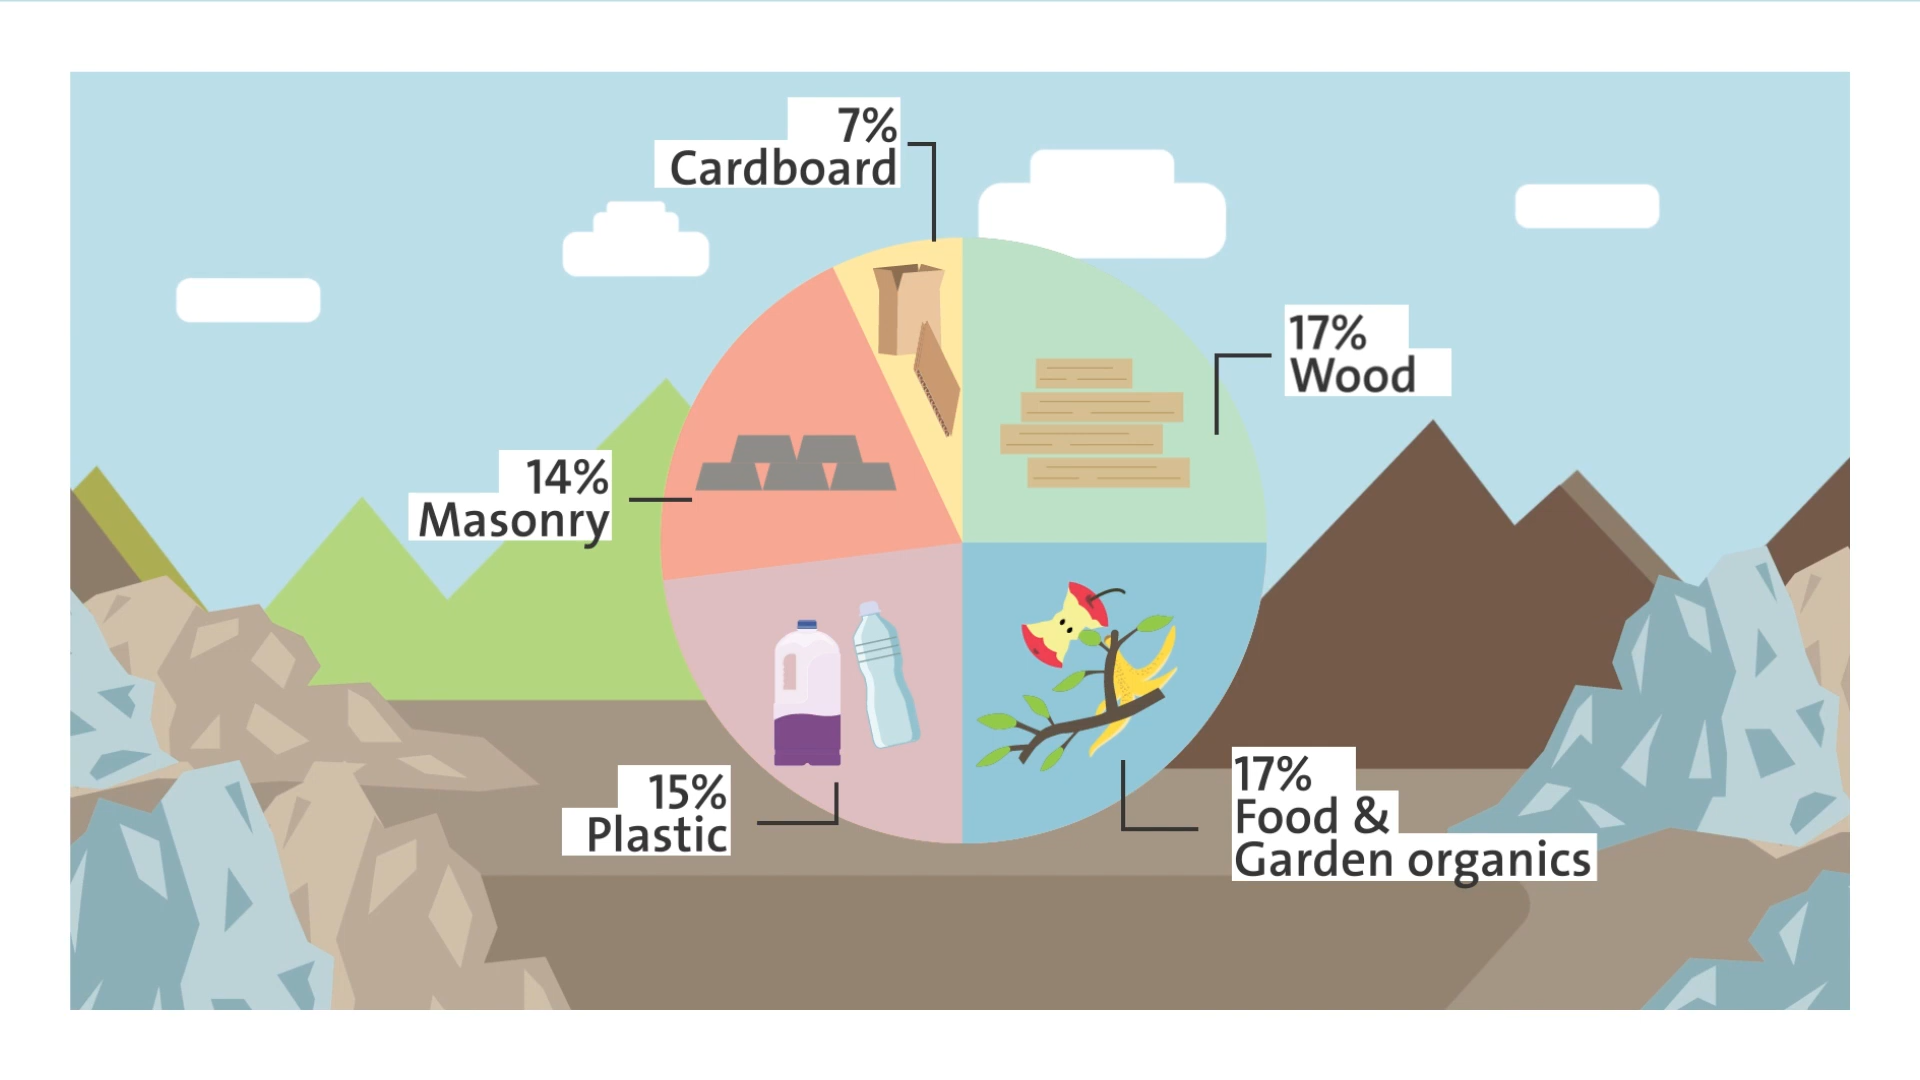 7%
Cardboard
17%
Wood
14%
Masonry
15%
Plastic
17%
Food &
Garden organics